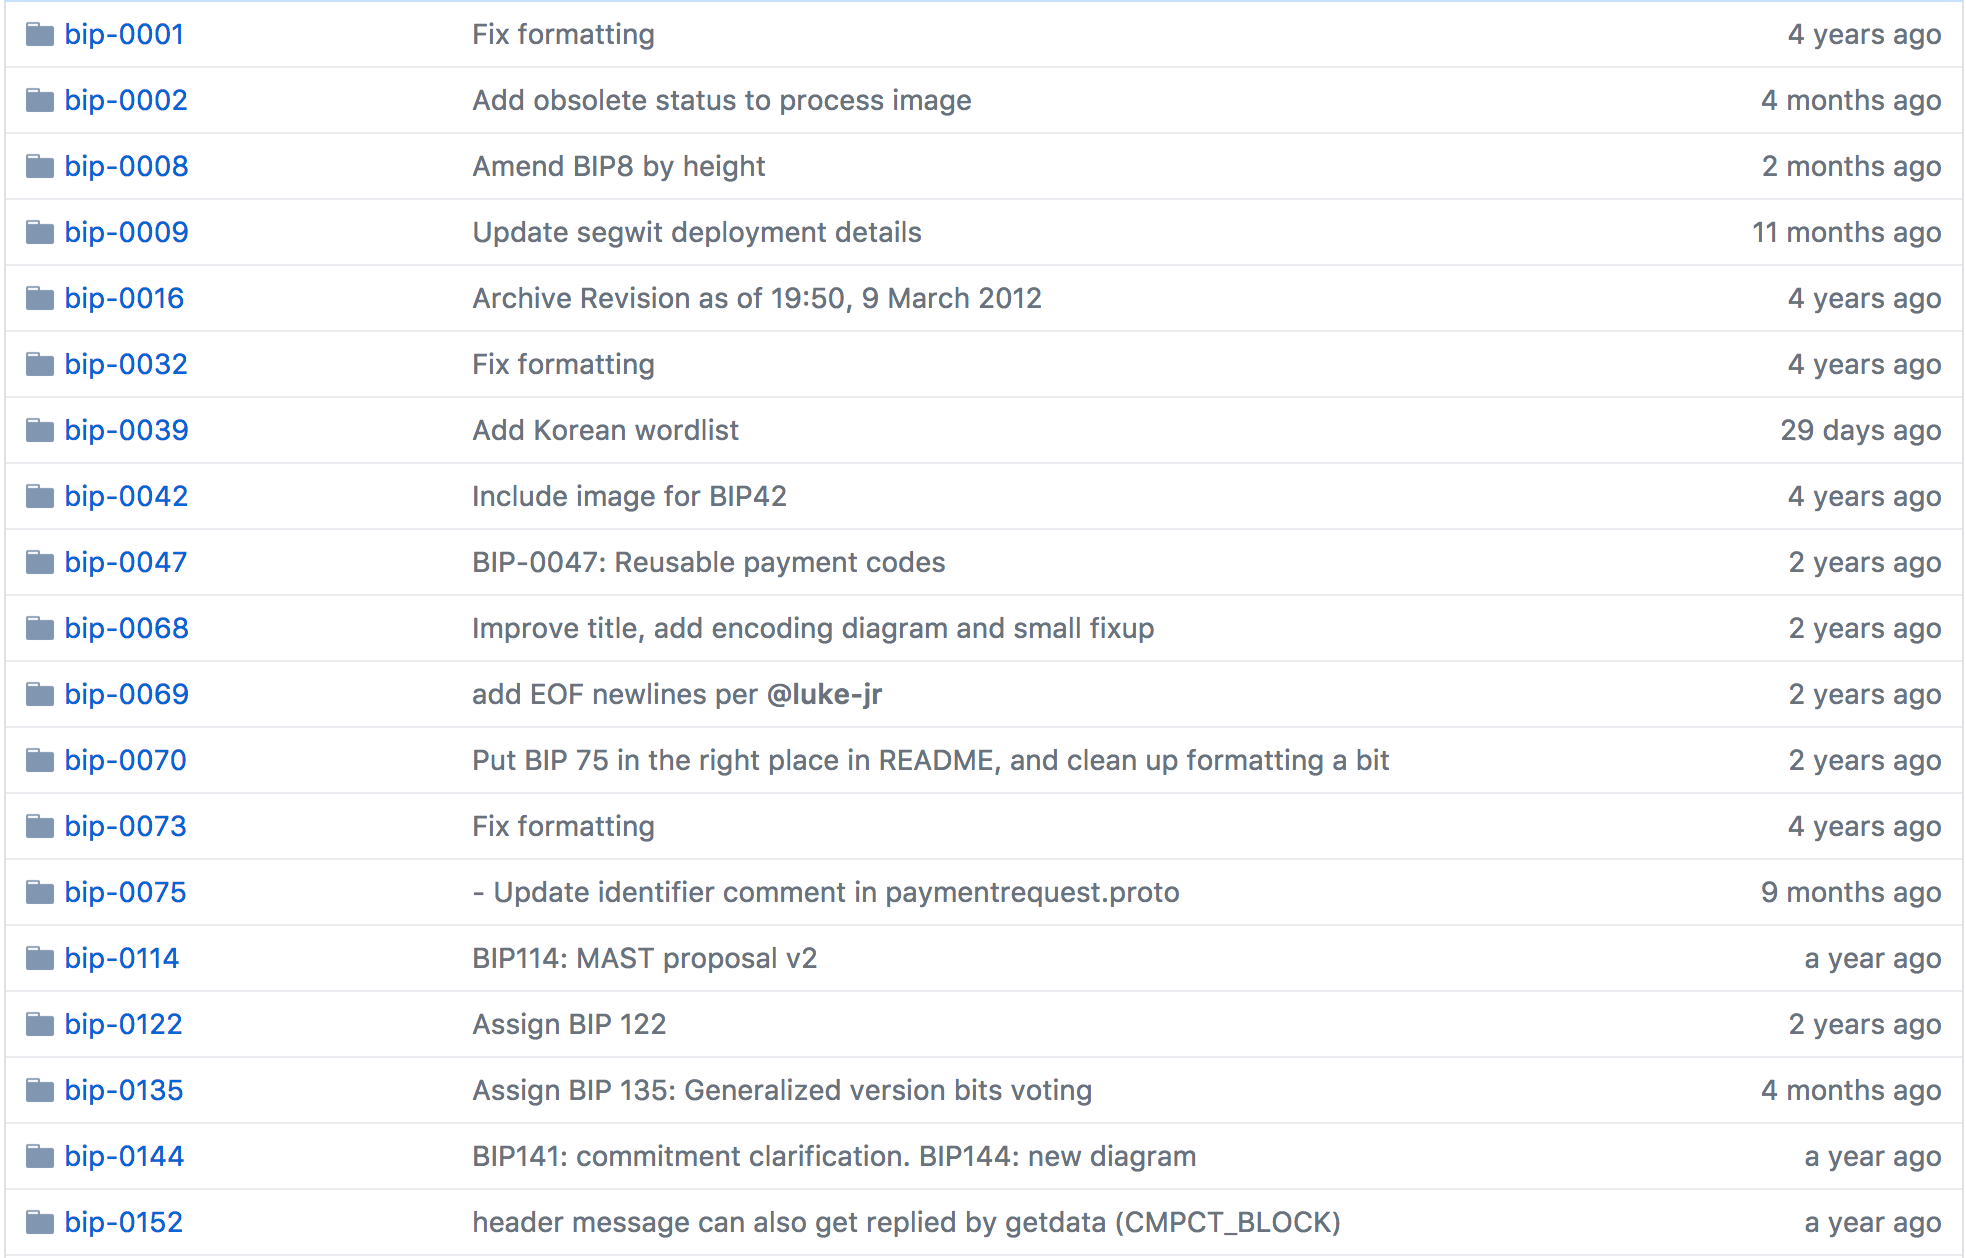 bip-0001 Fix formatting 4 years ago
bip-0002 Add obsolete status to process image 4 months ago
bip-0008 Amend BIP8 by height 2 months ago
bip-0009 Update segwit deployment details 11 months ago
bip-0016 Archive Revision as of 19:50, 9 March 2012 4 years ago
bip-0032 Fix formatting 4 years ago
bip-0039 Add Korean wordlist 29 days ago
bip-0042 Include image for BIP42 4 years ago
bip-0047 BIP-0047: Reusable payment codes 2 years ago
bip-0068 Improve title, add encoding diagram and small fixup 2 years ago
bip-0069 add EOF newlines per @luke-jr 2 years ago
bip-0070 Put BIP 75 in the right place in README, and clean up formatting a bit 2 years ago
bip-0073 Fix formatting 4 years ago
bip-0075 - Update identifier comment in paymentrequest.proto 9 months ago
bip-0114 BIP114: MAST proposal v2 a year ago
bip-0122 Assign BIP 122 2 years ago
bip-0135 Assign BIP 135: Generalized version bits voting 4 months ago
bip-0144 BIP141: commitment clarification. BIP144: new diagram a year ago
bip-0152 header message can also get replied by getdata (CMPCT_BLOCK) a year ago